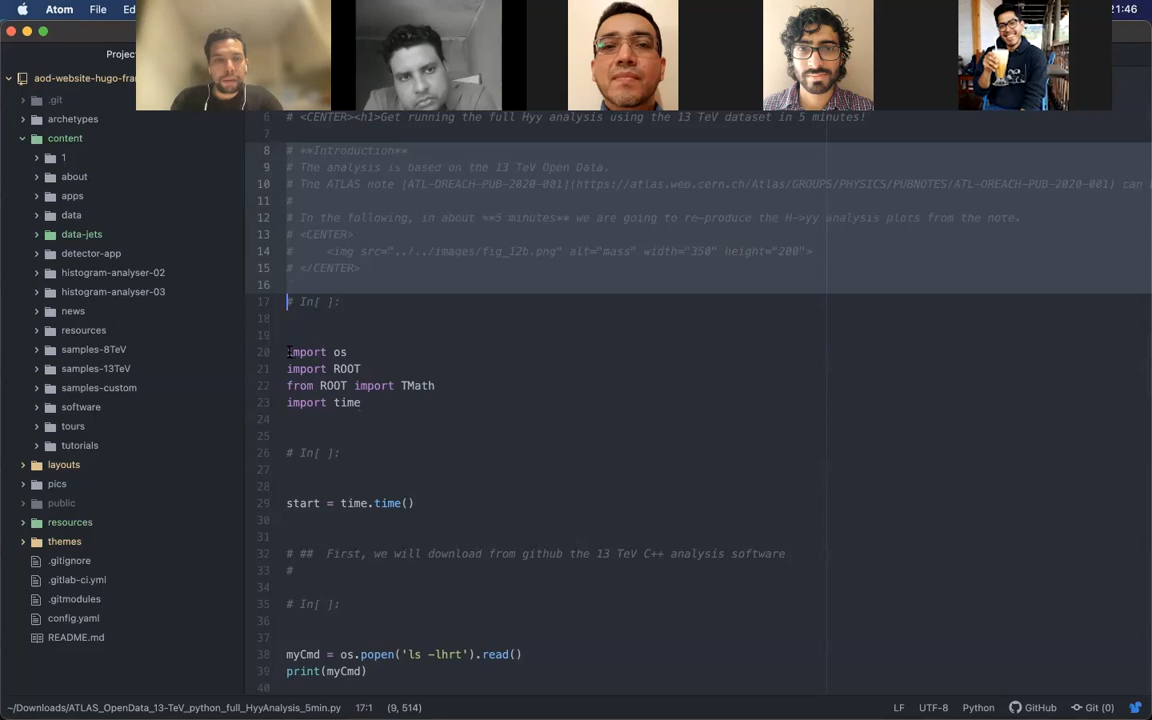 Atom File Ed
21:46
Projec
aod-website-hugo-fra
.git
archetypes
content
1
about
apps
data
data-jets
detector-app
histogram-analyser-02
histogram-analyser-03
news
resources
samples-8TeV
samples-13TeV
samples-custom
software
tours
tutorials
layouts
pics
public
resources
themes
.gitignore
.gitlab-ci.yml
.gitmodules
config.yaml
README.md
6 # <CENTER><h1>Get running the full Hyy analysis using the 13 TeV dataset in 5 minutes!
7
8 # **Introduction**
9 # The analysis is based on the 13 TeV Open Data.
10 # The ATLAS note [ATL-OREACH-PUB-2020-001](https://atlas.web.cern.ch/Atlas/GROUPS/PHYSICS/PUBNOTES/ATL-OREACH-PUB-2020-001) can
11 #
12 # In the following, in about **5 minutes** we are going to re-produce the H->yy analysis plots from the note.
13 # <CENTER>
14 # <img src="../../images/fig_12b.png" alt="mass" width="350" height="200">
15 # </CENTER>
16
17 # In[ ]:
18
19
20 import os
21 import ROOT
22 from ROOT import TMath
23 import time
24
25
26 # In[ ]:
27
28
29 start = time.time()
30
31
32 # ## First, we will download from github the 13 TeV C++ analysis software
33 #
34
35 # In[ ]:
36
37
38 myCmd = os.popen('ls -lhrt').read()
39 print(myCmd)
40
~/Downloads/ATLAS_OpenData_13-TeV_python_full_HyyAnalysis_5min.py 17:1 (9, 514) LF UTF-8 Python GitHub Git (0)